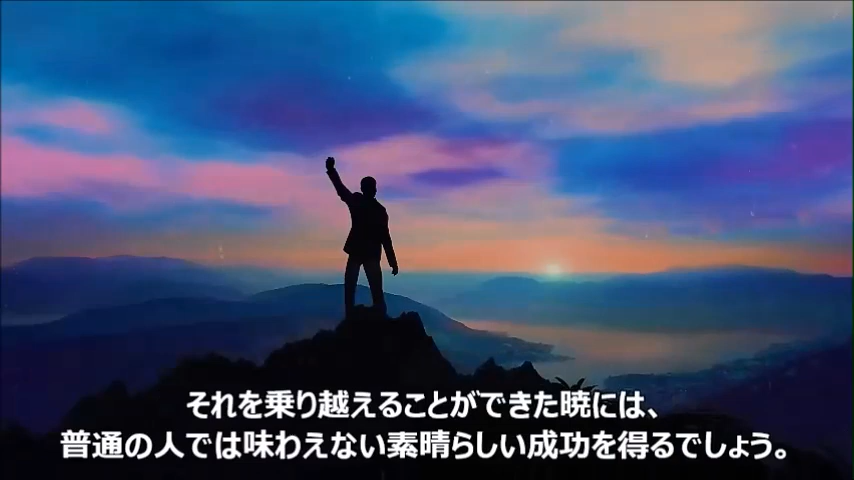 それを乗り越えることができた暁には、
普通の人では味わえない素晴らしい成功を得るでしょう。